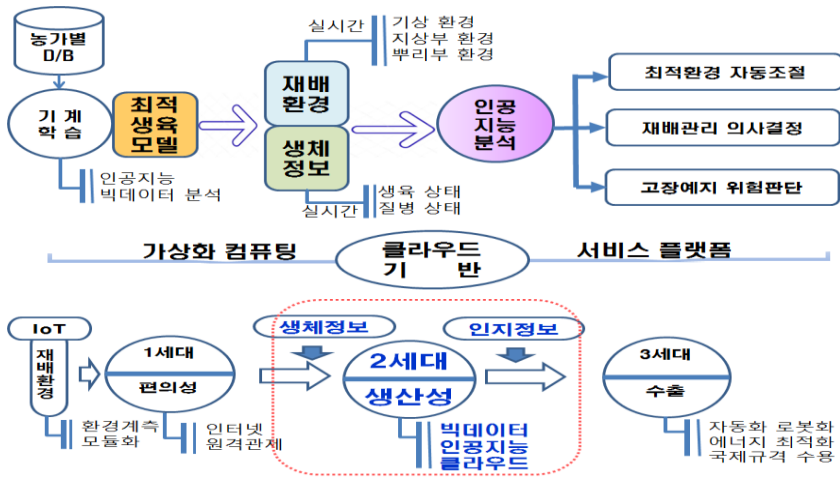 농가별
D/B
기 계
학 습
최적
생육
모델
인공지능
빅데이터 분석
실시간
기상 환경
지상부 환경
뿌리부 환경
재배
환경
생체
정보
실시간
생육 상태
질병 상태
인공
지능
분석
최적환경 자동조절
재배관리 의사결정
고장예지 위험판단
가상화 컴퓨팅
클라우드
기 반
서비스 플랫폼
IoT
재배환경
환경계측
모듈화
1세대
편의성
인터넷
원격관제
생체정보
2세대
생산성
빅데이터
인공지능
클라우드
인지정보
3세대
수출
자동화 로봇화
에너지 최적화
국제규격 수용